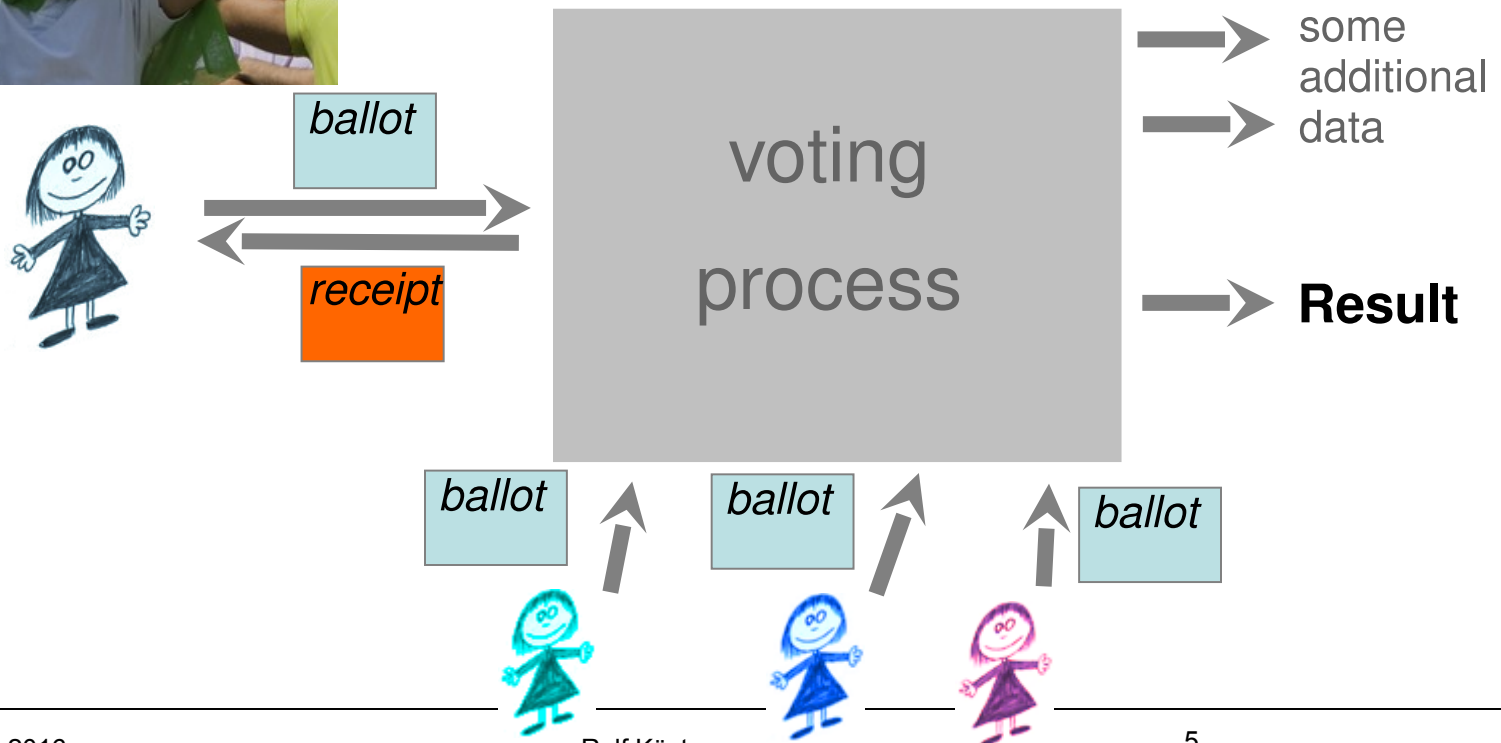 some
additional
data
ballot
voting
process
receipt
Result
ballot
ballot
ballot
5